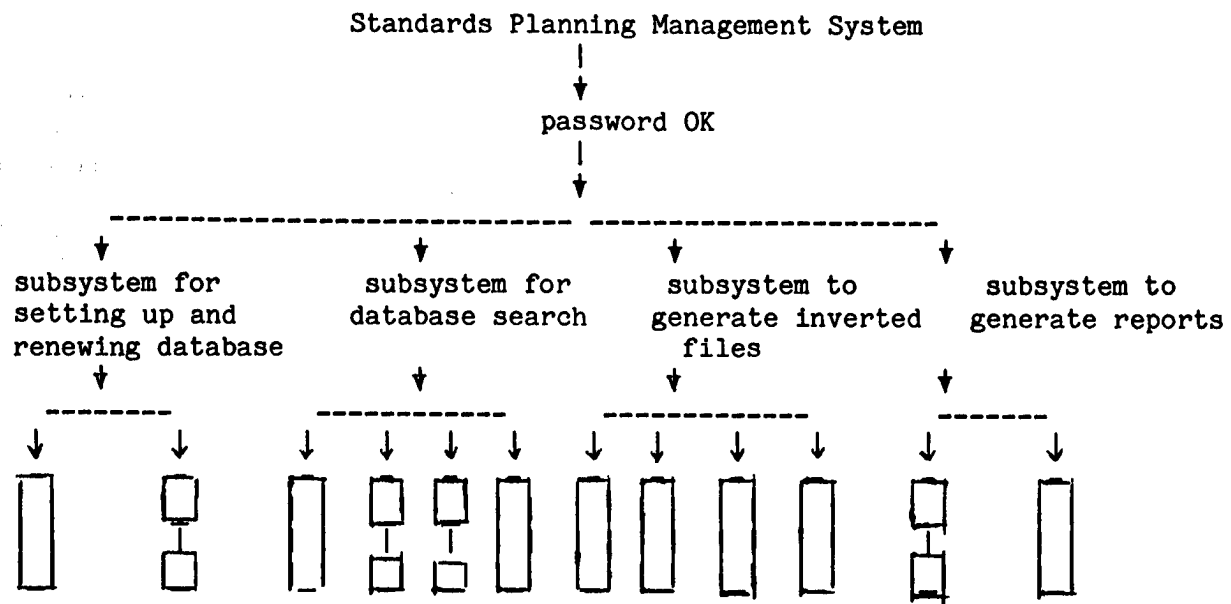 Standards Planning Management System
password OK
subsystem for
setting up and
renewing database
subsystem for
database search
subsystem to
generate inverted
files
subsystem to
generate reports